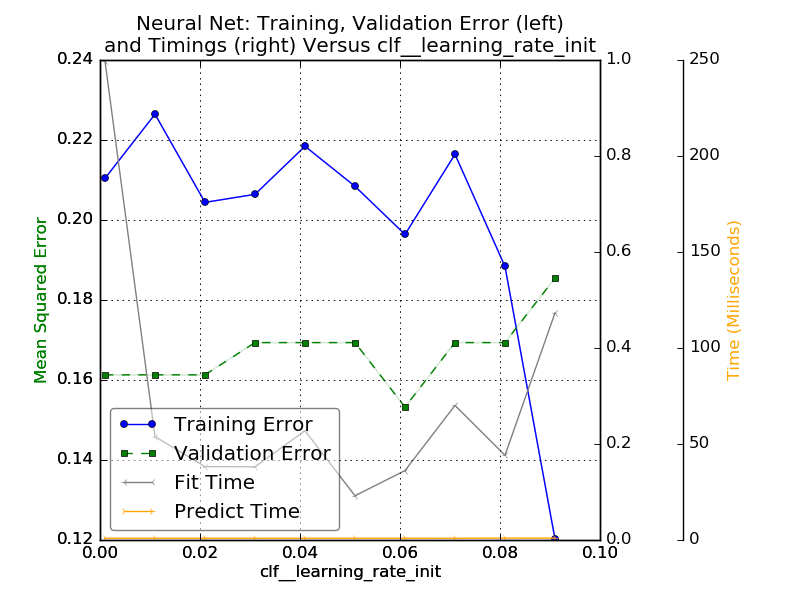 Neural Net: Training, Validation Error (left)
and Timings (right) Versus clf__learning_rate_init
0.24
0.22
0.20
0.18
0.16
0.14
0.12
Mean Squared Error
1.0
0.8
0.6
0.4
0.2
0.0
250
200
150
100
50
0
Time (Milliseconds)
Training Error
Validation Error
Fit Time
Predict Time
0.00
0.02
0.04
0.06
0.08
0.10
clf__learning_rate_init